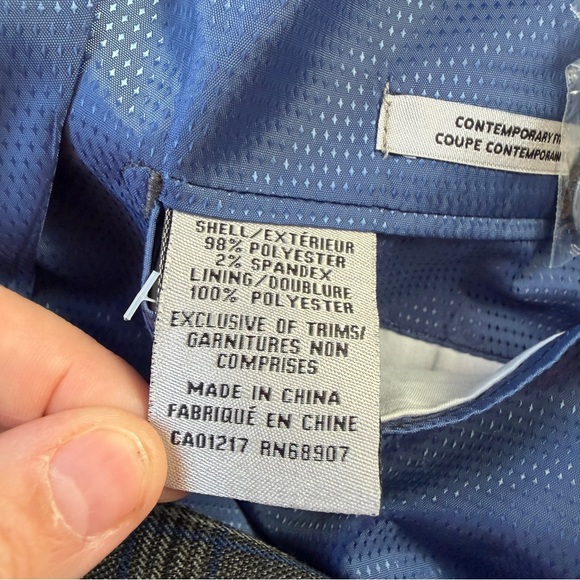 CONTEMPORARY
COUPE CONTEMPORAINE
SHELL/EXTÉRIEUR
98% POLYESTER
2% SPANDEX
LINING/DOUBLURE
100% POLYESTER
EXCLUSIVE OF TRIMS/
GARNITURES NON
COMPRISES
MADE IN CHINA
FABRIQUÉ EN CHINE
CA01217 RN68907